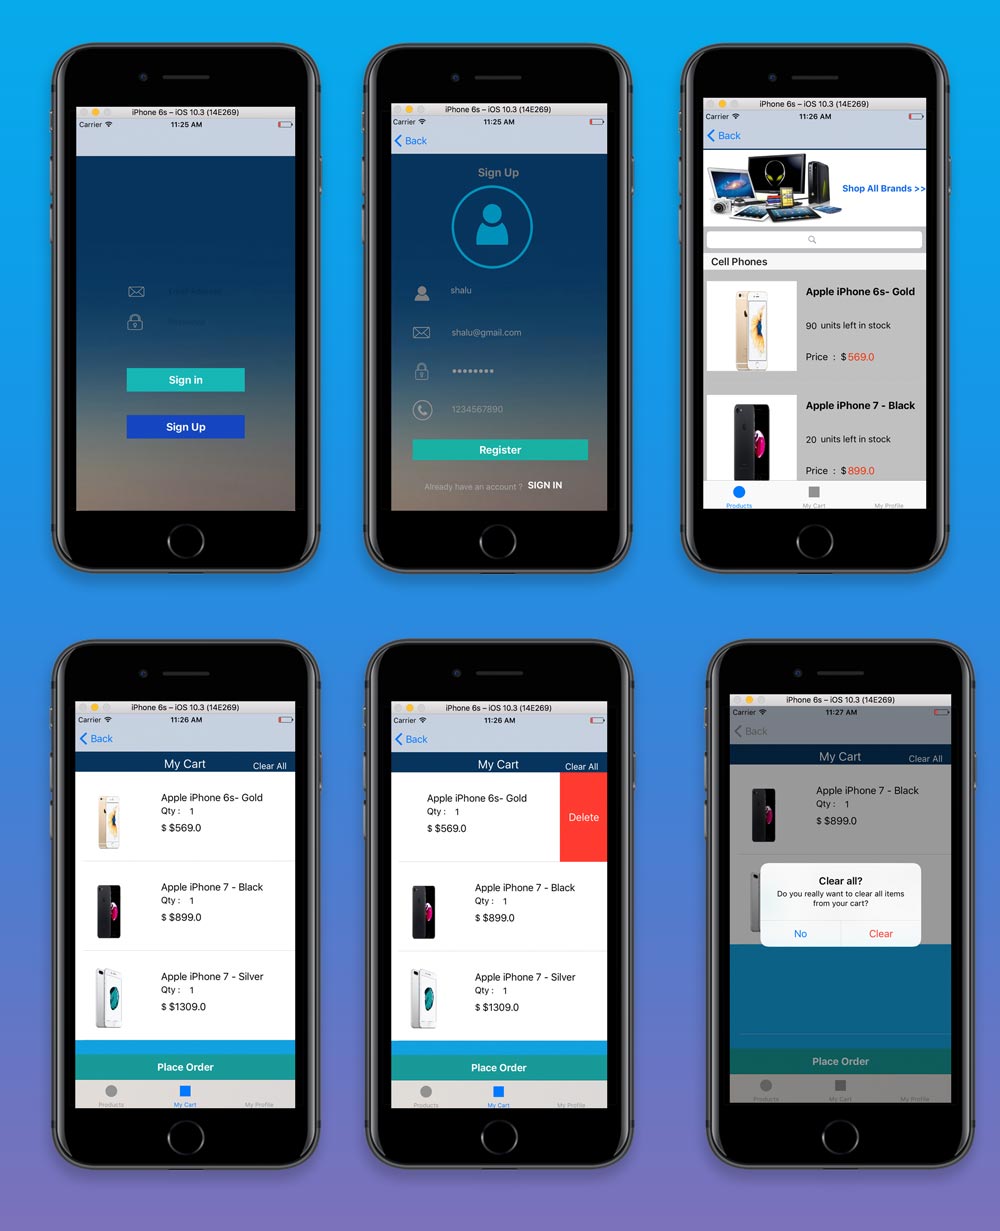 iPhone 6s – iOS 10.3 (14E269)
Carrier 11:25 AM
Email Address
Password
Sign in
Sign Up
iPhone 6s – iOS 10.3 (14E269)
Carrier 11:25 AM
Back
Sign Up
shalu
shalu@gmail.com
••••••••
1234567890
Register
Already have an account ? SIGN IN
iPhone 6s – iOS 10.3 (14E269)
Carrier 11:26 AM
Back
Shop All Brands >>
Cell Phones
Apple iPhone 6s- Gold
90 units left in stock
Price : $ 569.0
Apple iPhone 7 - Black
20 units left in stock
Price : $ 899.0
Products My Cart My Profile
iPhone 6s – iOS 10.3 (14E269)
Carrier 11:26 AM
Back
My Cart Clear All
Apple iPhone 6s- Gold
Qty : 1
$ $569.0
Apple iPhone 7 - Black
Qty : 1
$ $899.0
Apple iPhone 7 - Silver
Qty : 1
$ $1309.0
Place Order
Products My Cart My Profile
iPhone 6s – iOS 10.3 (14E269)
Carrier 11:26 AM
Back
My Cart Clear All
Apple iPhone 6s- Gold
Qty : 1
$ $569.0
Delete
Apple iPhone 7 - Black
Qty : 1
$ $899.0
Apple iPhone 7 - Silver
Qty : 1
$ $1309.0
Place Order
Products My Cart My Profile
iPhone 6s – iOS 10.3 (14E269)
Carrier 11:27 AM
Back
My Cart Clear All
Apple iPhone 7 - Black
Qty : 1
$ $899.0
Clear all?
Do you really want to clear all items
from your cart?
No Clear
Place Order
Products My Cart My Profile